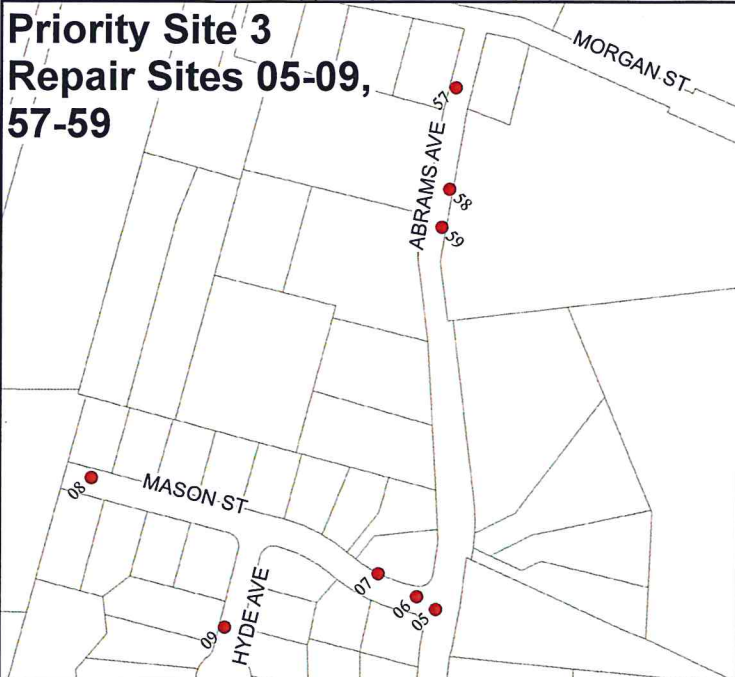 Priority Site 3
Repair Sites 05-09,
57-59
MORGAN ST
57
ABRAMS AVE
58
59
08
MASON ST
07
06
05
09
HYDE AVE